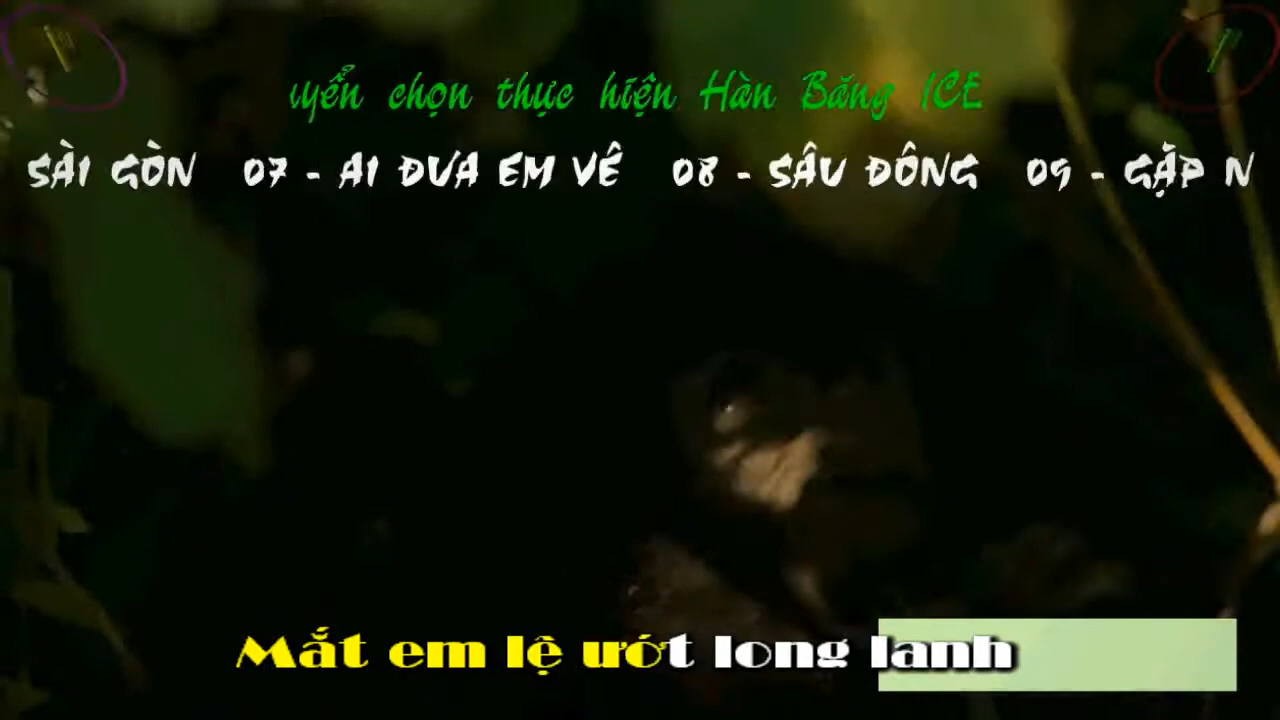 yển chọn thực hiện Hàn Băng ICE
SÀI GÒN 07 - AI ĐƯA EM VỀ 08 - SẦU ĐÔNG 09 - GẶP N
Mắt em lệ ướt long lanh